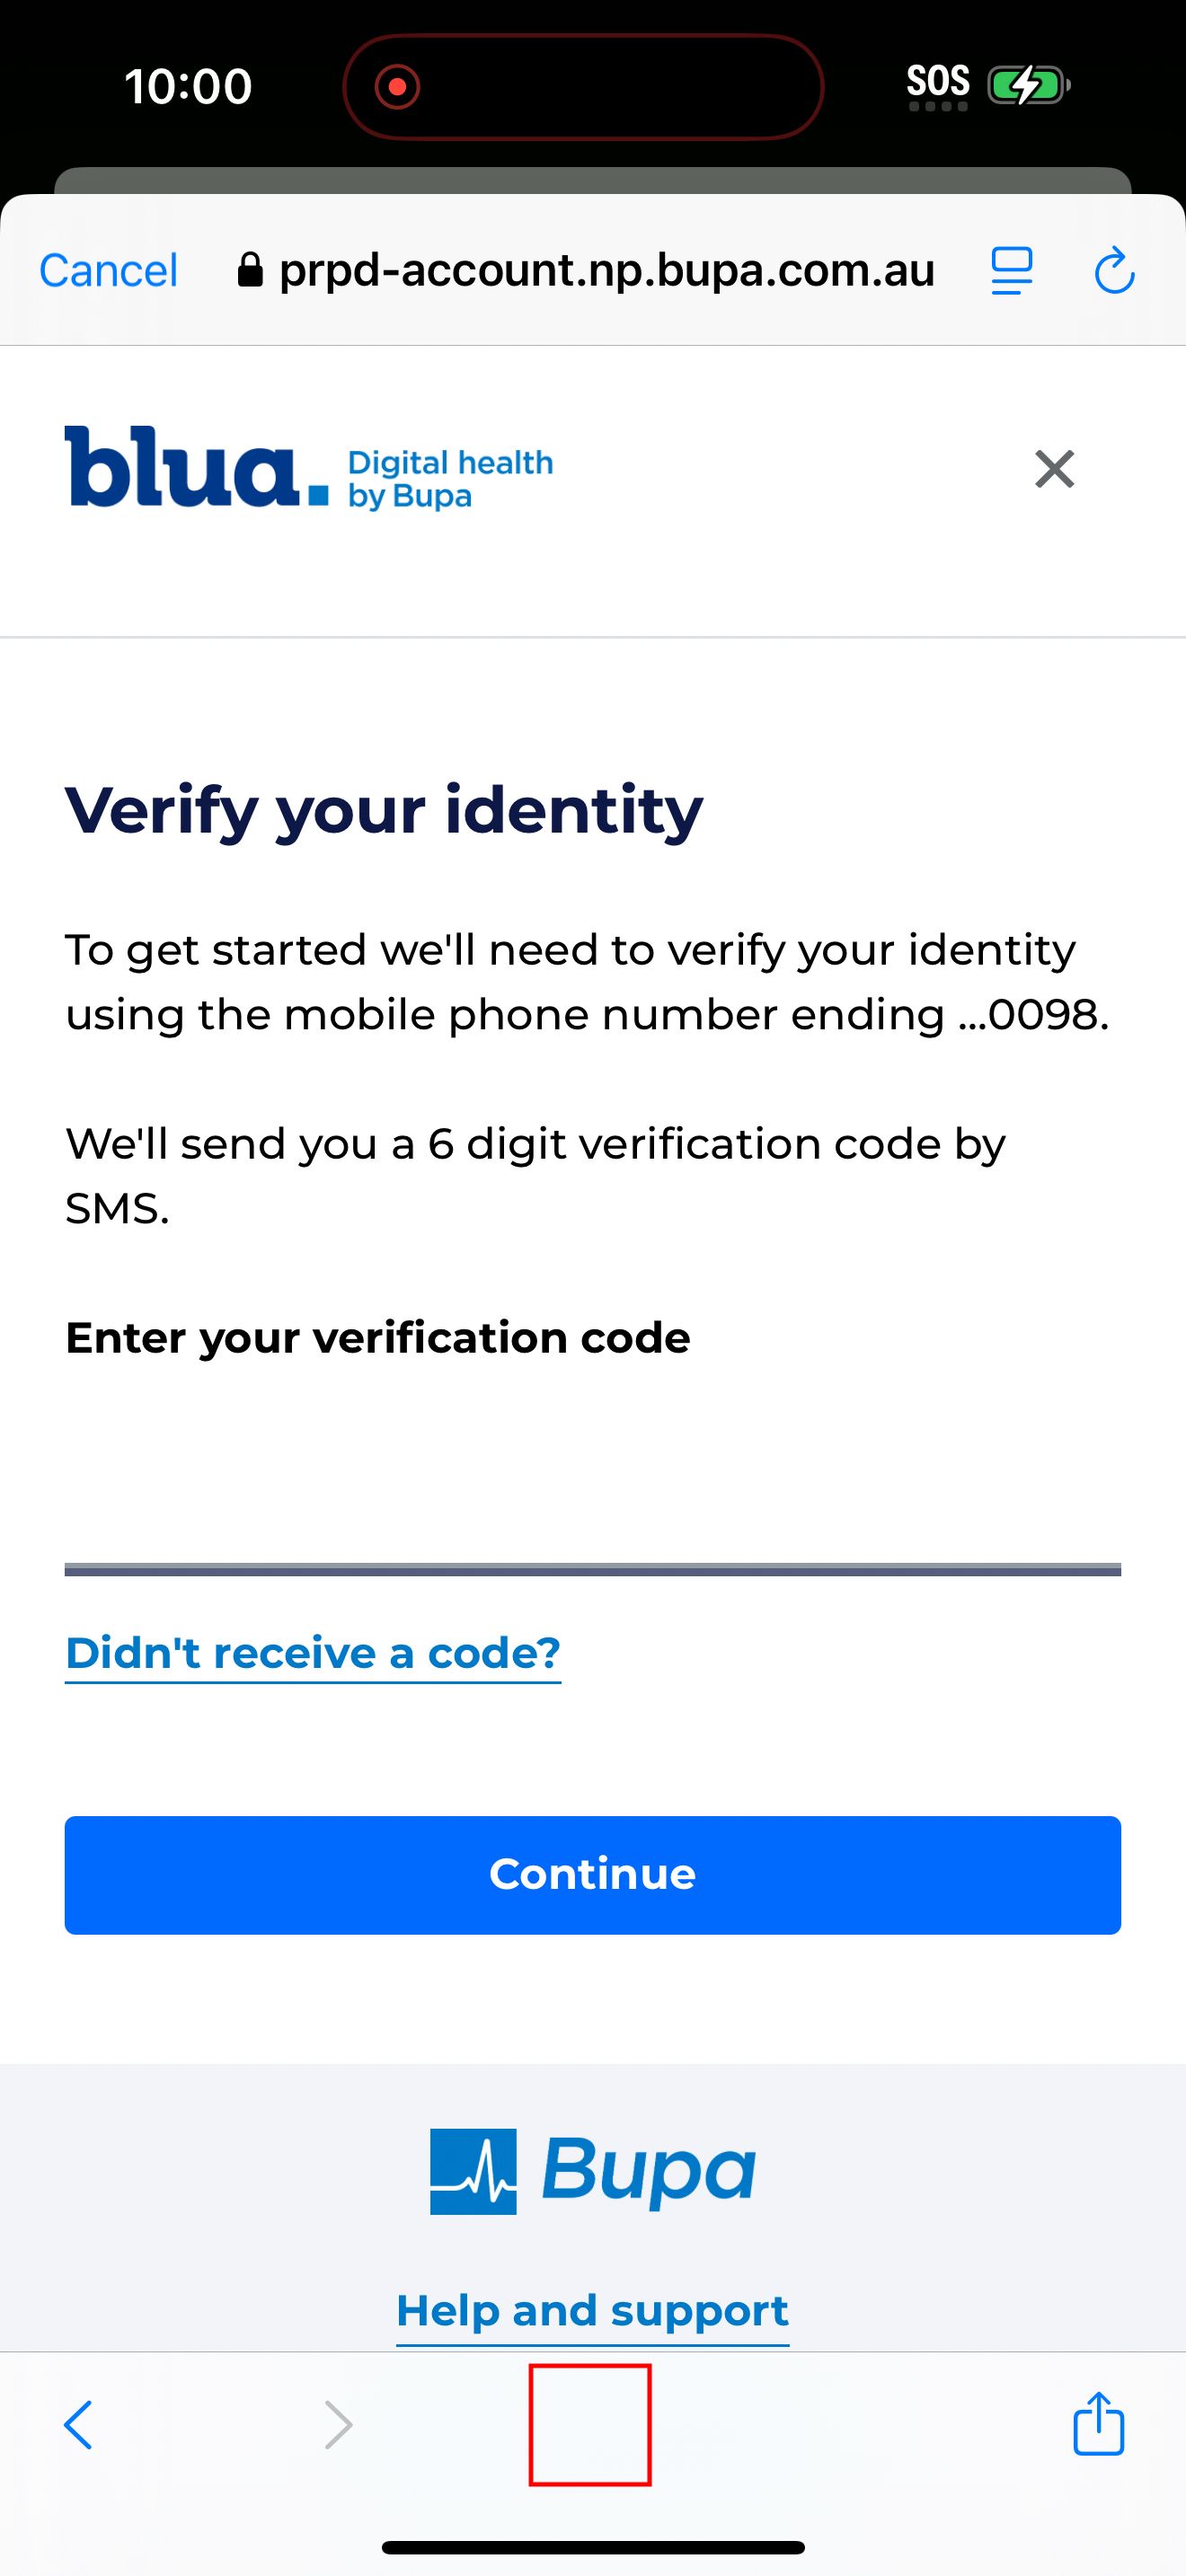 10:00
SOS
Cancel
prpd-account.np.bupa.com.au
blua.
Digital health
by Bupa
Verify your identity
To get started we'll need to verify your identity
using the mobile phone number ending ...0098.
We'll send you a 6 digit verification code by
SMS.
Enter your verification code
Didn't receive a code?
Continue
Bupa
Help and support